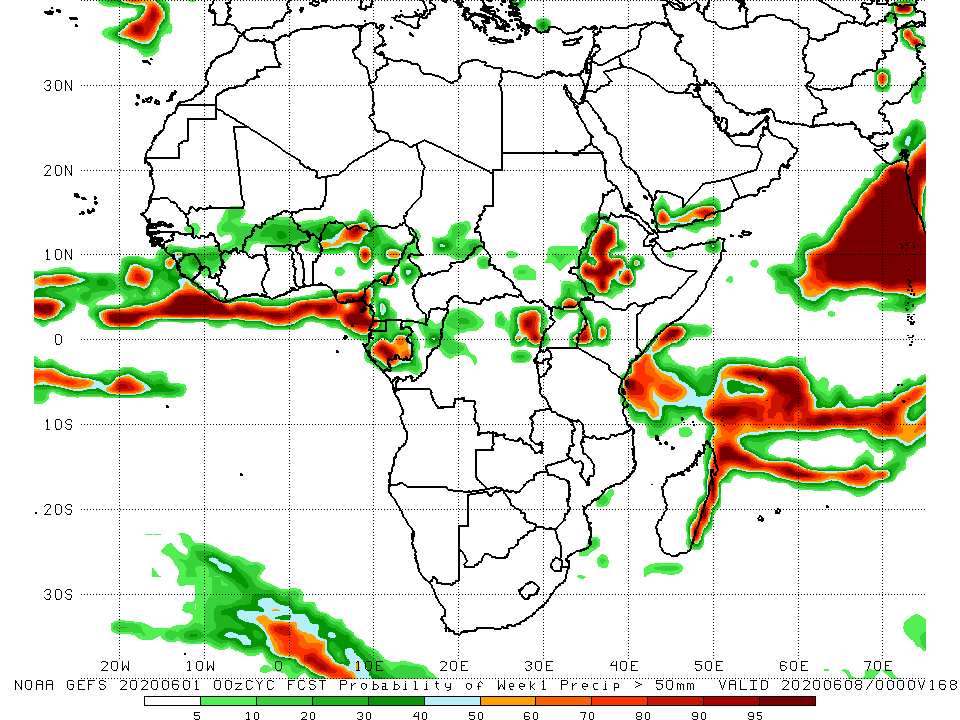 30N
20N
10N
0
10S
20S
30S
20W 10W 0 10E 20E 30E 40E 50E 60E 70E
NOAA GEFS 20200601 00zCYC FCST Probability of Week1 Precip > 50mm VALID 20200608/0000V168
5 10 20 30 40 50 60 70 80 90 95